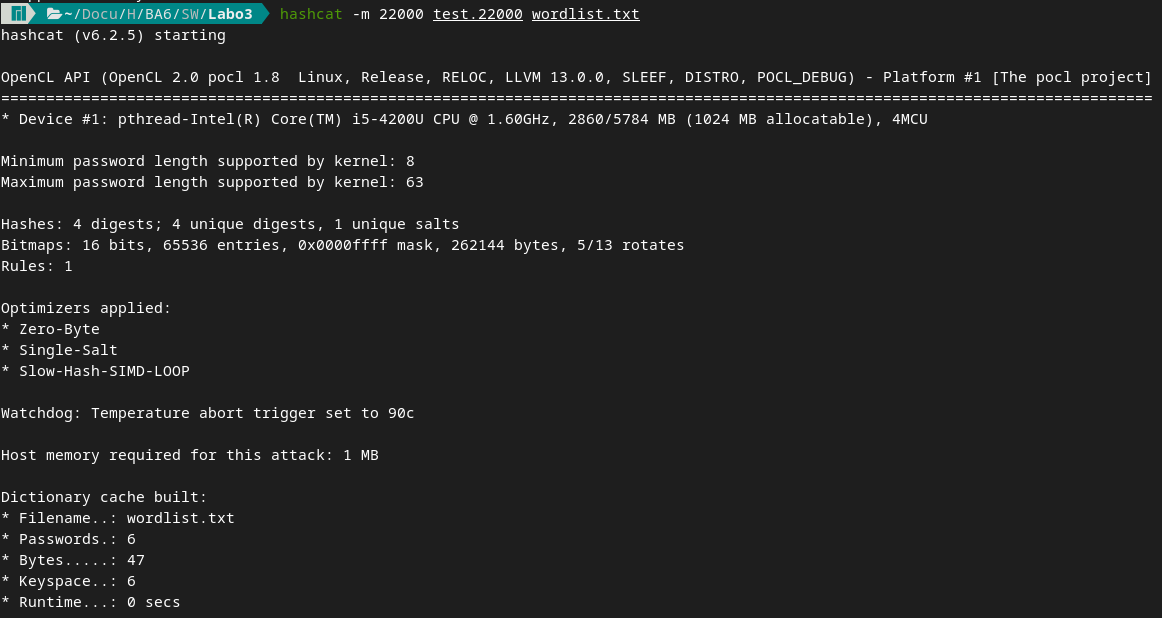 ~/Docu/H/BA6/SW/Labo3 hashcat -m 22000 test.22000 wordlist.txt
hashcat (v6.2.5) starting
OpenCL API (OpenCL 2.0 pocl 1.8  Linux, Release, RELOC, LLVM 13.0.0, SLEEF, DISTRO, POCL_DEBUG) - Platform #1 [The pocl project]
================================================================================================================================
* Device #1: pthread-Intel(R) Core(TM) i5-4200U CPU @ 1.60GHz, 2860/5784 MB (1024 MB allocatable), 4MCU
Minimum password length supported by kernel: 8
Maximum password length supported by kernel: 63
Hashes: 4 digests; 4 unique digests, 1 unique salts
Bitmaps: 16 bits, 65536 entries, 0x0000ffff mask, 262144 bytes, 5/13 rotates
Rules: 1
Optimizers applied:
* Zero-Byte
* Single-Salt
* Slow-Hash-SIMD-LOOP
Watchdog: Temperature abort trigger set to 90c
Host memory required for this attack: 1 MB
Dictionary cache built:
* Filename..: wordlist.txt
* Passwords.: 6
* Bytes.....: 47
* Keyspace..: 6
* Runtime...: 0 secs